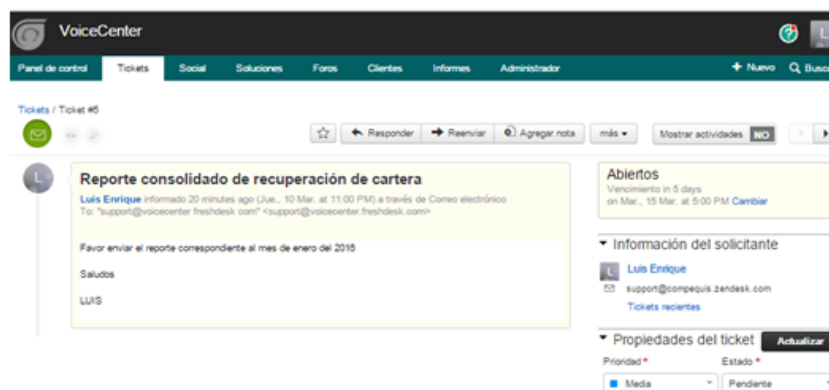 VoiceCenter
L
Panel de control Tickets Social Soluciones Foros Clientes Informes Administrador + Nuevo Busca
Tickets / Ticket #5
Responder Reenviar Agregar nota más Mostrar actividades NO
L
Reporte consolidado de recuperación de cartera
Luis Enrique informado 20 minutes ago (Jue., 10 Mar. at 11:00 PM) a través de Correo electrónico
To: "support@voicecenter.freshdesk.com" <support@voicecenter.freshdesk.com>
Favor enviar el reporte correspondiente al mes de enero del 2016
Saludos
LUIS
Abiertos
Vencimiento in 5 days
on Mar., 15 Mar. at 5:00 PM Cambiar
Información del solicitante
L Luis Enrique
support@compequis.zendesk.com
Tickets recientes
Propiedades del ticket Actualizar
Prioridad * Estado *
Media Pendiente